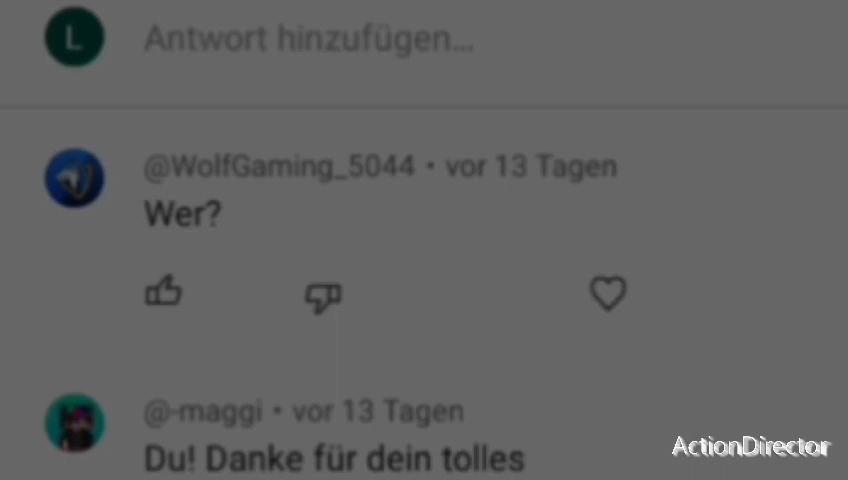 L
Antwort hinzufügen...
@WolfGaming_5044 • vor 13 Tagen
Wer?
@-maggi • vor 13 Tagen
Du! Danke für dein tolles
ActionDirector